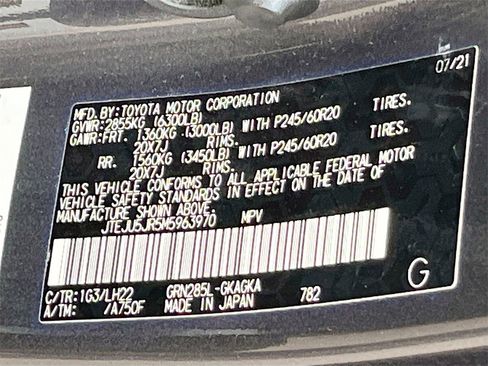 07/21
MFD. BY: TOYOTA MOTOR CORPORATION
GVWR: 2855KG (6300LB)
GAWR: FRT. 1360KG (3000LB) WITH P245/60R20 TIRES.
20X7J RIMS.
RR. 1560KG (3450LB) WITH P245/60R20 TIRES.
20X7J RIMS.
THIS VEHICLE CONFORMS TO ALL APPLICABLE FEDERAL MOTOR
VEHICLE SAFETY STANDARDS IN EFFECT ON THE DATE OF
MANUFACTURE SHOWN ABOVE.
JTEJU5JR5M5963970 MPV
C/TR: 1G3/LH22 GRN285L-GKAGKA
A/TM: /A750F MADE IN JAPAN 782
G